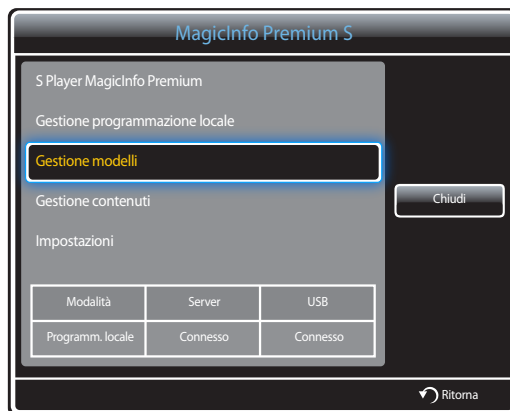 MagicInfo Premium S
S Player MagicInfo Premium
Gestione programmazione locale
Gestione modelli
Gestione contenuti
Impostazioni
Chiudi
Modalità Server USB
Programm. locale Connesso Connesso
Ritorna